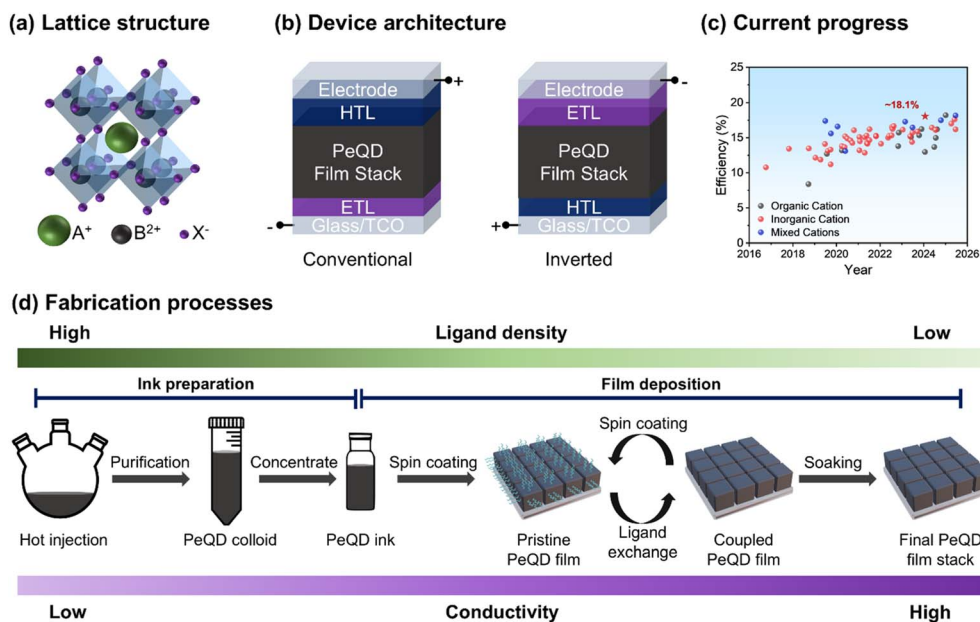 (a) Lattice structure
A⁺ B²⁺ X⁻
(b) Device architecture
+
Electrode
HTL
PeQD
Film Stack
ETL
Glass/TCO
-
Conventional
-
Electrode
ETL
PeQD
Film Stack
HTL
Glass/TCO
+
Inverted
(c) Current progress
Efficiency (%)
25
20
15
10
5
0
~18.1%
Organic Cation
Inorganic Cation
Mixed Cations
2016 2018 2020 2022 2024 2026
Year
(d) Fabrication processes
High Ligand density Low
Ink preparation Film deposition
Purification Concentrate Spin coating Spin coating Soaking
Ligand
exchange
Hot injection PeQD colloid PeQD ink
Pristine
PeQD film
Coupled
PeQD film
Final PeQD
film stack
Low Conductivity High